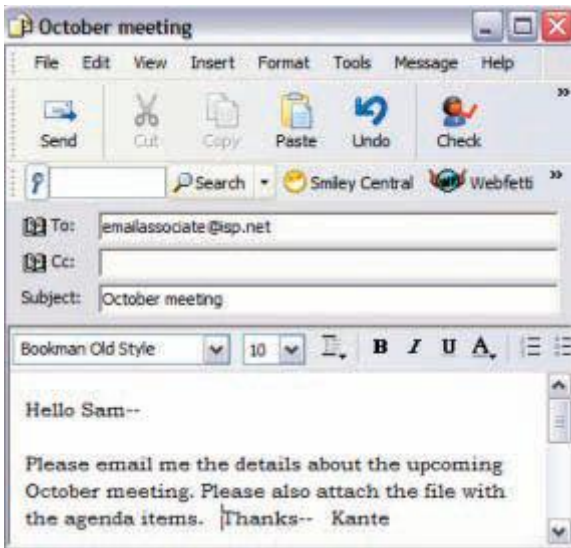 October meeting
File Edit View Insert Format Tools Message Help
Send Cut Copy Paste Undo Check
Search Smiley Central Webfetti
To: emailassociate@isp.net
Cc:
Subject: October meeting
Bookman Old Style 10 B I U A
Hello Sam--
Please email me the details about the upcoming
October meeting. Please also attach the file with
the agenda items. Thanks-- Kante